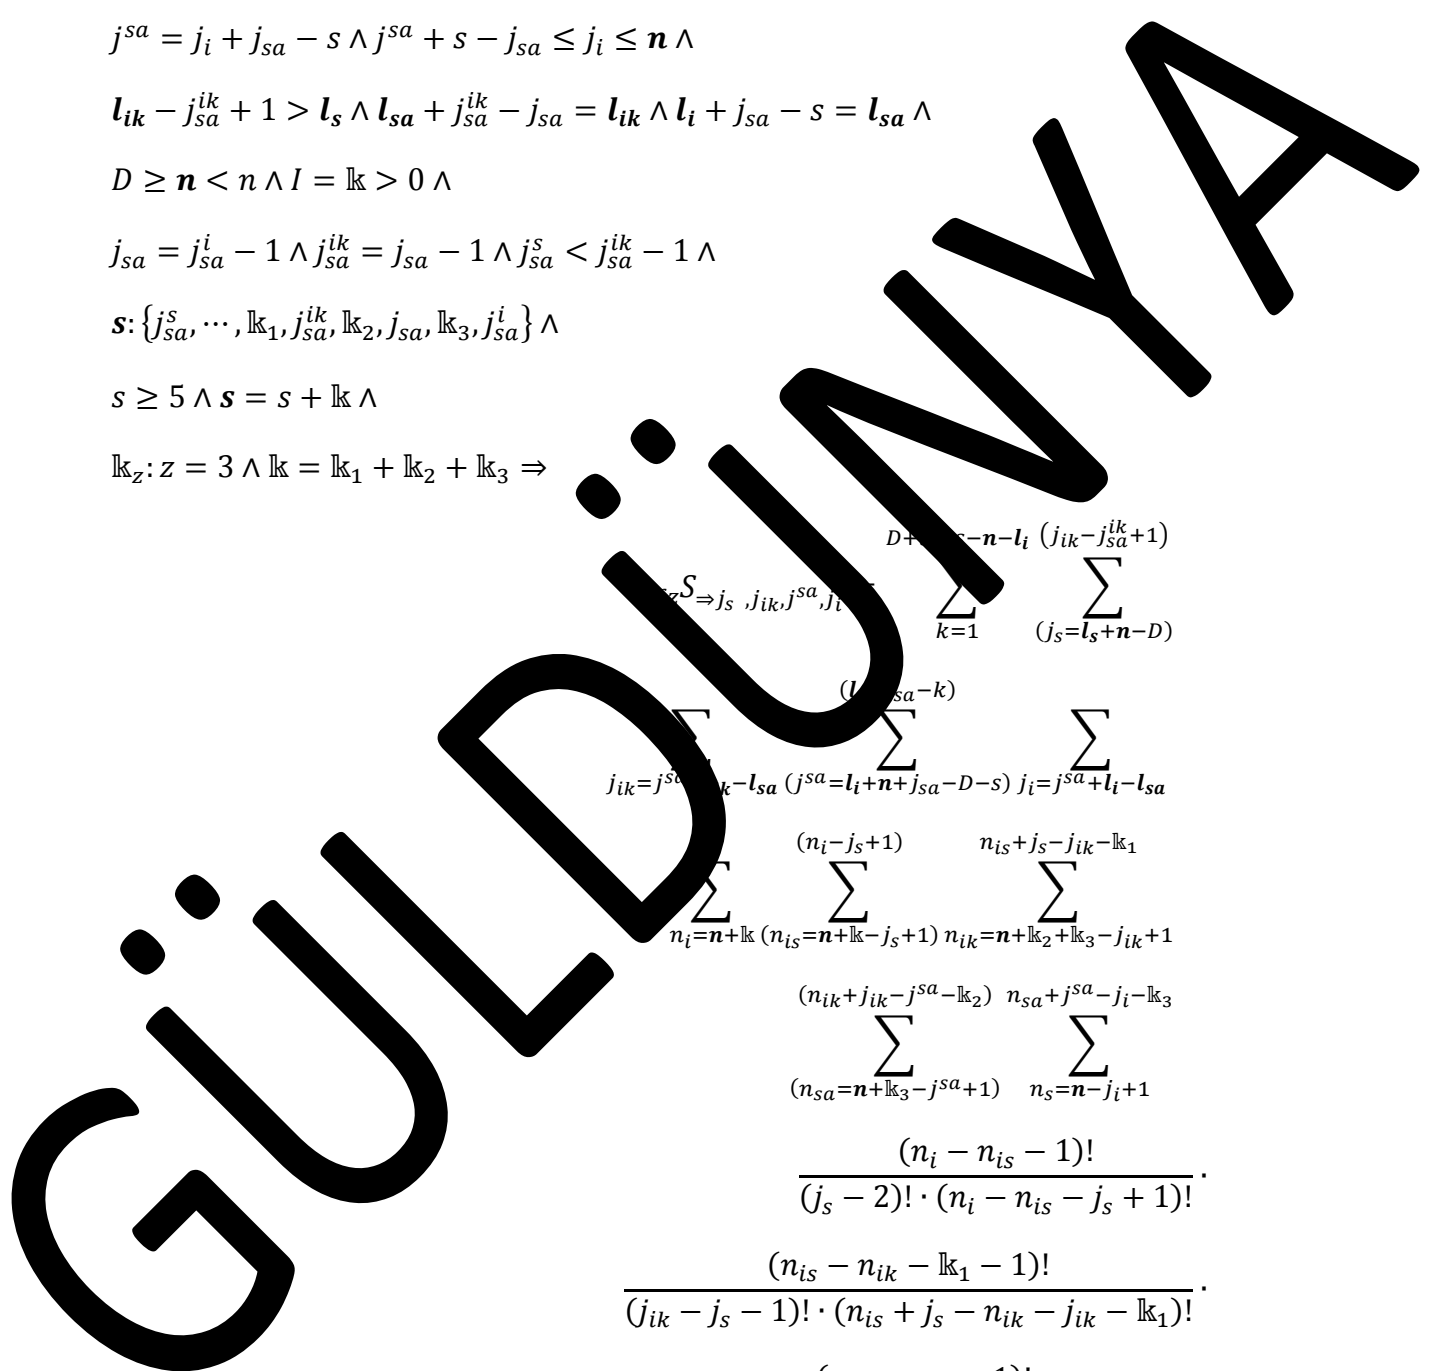 j^{sa} = j_i + j_{sa} − s ∧ j^{sa} + s − j_{sa} ≤ j_i ≤ 𝒏 ∧
𝒍_{ik} − j_{sa}^{ik} + 1 > 𝒍_s ∧ 𝒍_{sa} + j_{sa}^{ik} − j_{sa} = 𝒍_{ik} ∧ 𝒍_i + j_{sa} − s = 𝒍_{sa} ∧
D ≥ 𝒏 < n ∧ I = 𝕜 > 0 ∧
j_{sa} = j_{sa}^i − 1 ∧ j_{sa}^{ik} = j_{sa} − 1 ∧ j_{sa}^s < j_{sa}^{ik} − 1 ∧
𝒔: {j_{sa}^s, ⋯, 𝕜_1, j_{sa}^{ik}, 𝕜_2, j_{sa}, 𝕜_3, j_{sa}^i} ∧
s ≥ 5 ∧ 𝒔 = s + 𝕜 ∧
𝕜_z: z = 3 ∧ 𝕜 = 𝕜_1 + 𝕜_2 + 𝕜_3 ⇒
−𝒏−𝒍_i (j_{ik}−j_{sa}^{ik}+1)
S_{⇒j_s ,j_{ik},j^{sa},j_i} ∑ ∑
k=1 (j_s=𝒍_s+𝒏−D)
−k)
∑ ∑ ∑
j_{ik}=j^{sa} −𝒍_{sa} (j^{sa}=𝒍_i+𝒏+j_{sa}−D−s) j_i=j^{sa}+𝒍_i−𝒍_{sa}
(n_i−j_s+1) n_{is}+j_s−j_{ik}−𝕜_1
∑ ∑ ∑
n_i=𝒏+𝕜 (n_{is}=𝒏+𝕜−j_s+1) n_{ik}=𝒏+𝕜_2+𝕜_3−j_{ik}+1
(n_{ik}+j_{ik}−j^{sa}−𝕜_2) n_{sa}+j^{sa}−j_i−𝕜_3
∑ ∑
(n_{sa}=𝒏+𝕜_3−j^{sa}+1) n_s=𝒏−j_i+1
(n_i − n_{is} − 1)!
(j_s − 2)! · (n_i − n_{is} − j_s + 1)! ·
(n_{is} − n_{ik} − 𝕜_1 − 1)!
(j_{ik} − j_s − 1)! · (n_{is} + j_s − n_{ik} − j_{ik} − 𝕜_1)! ·
GÜLDÜNYA